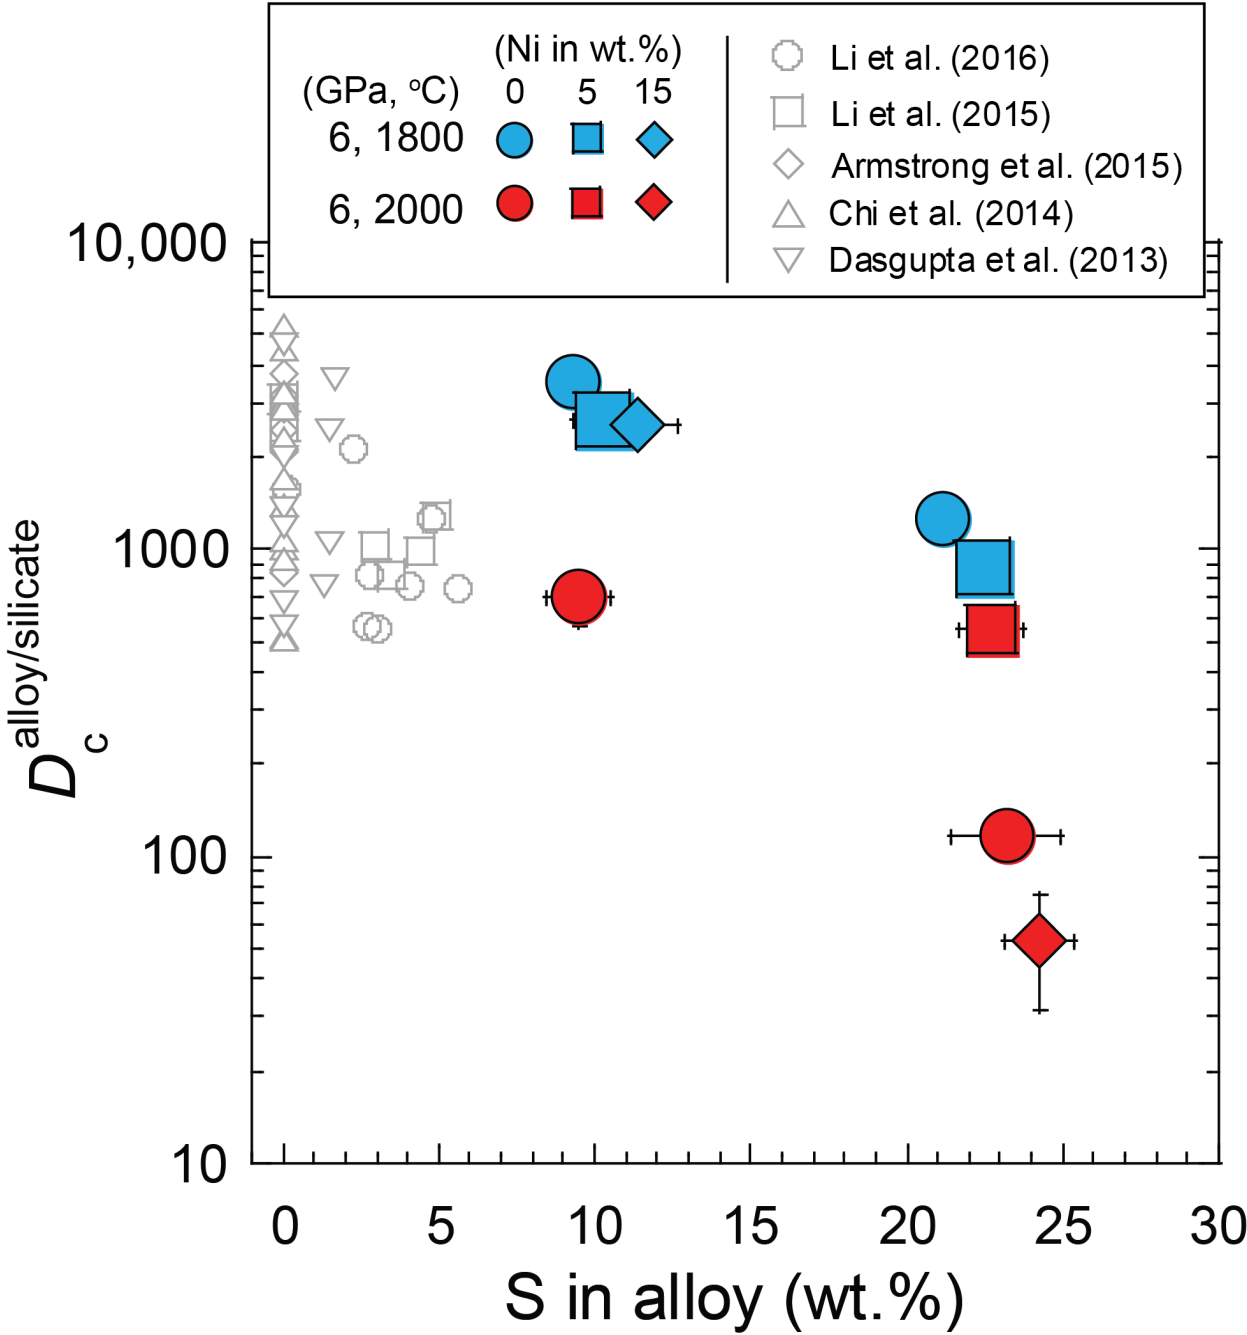 (Ni in wt.%)
(GPa, °C) 0 5 15
6, 1800
6, 2000
Li et al. (2016)
Li et al. (2015)
Armstrong et al. (2015)
Chi et al. (2014)
Dasgupta et al. (2013)
10,000
1000
100
10
D c alloy/silicate
0 5 10 15 20 25 30
S in alloy (wt.%)